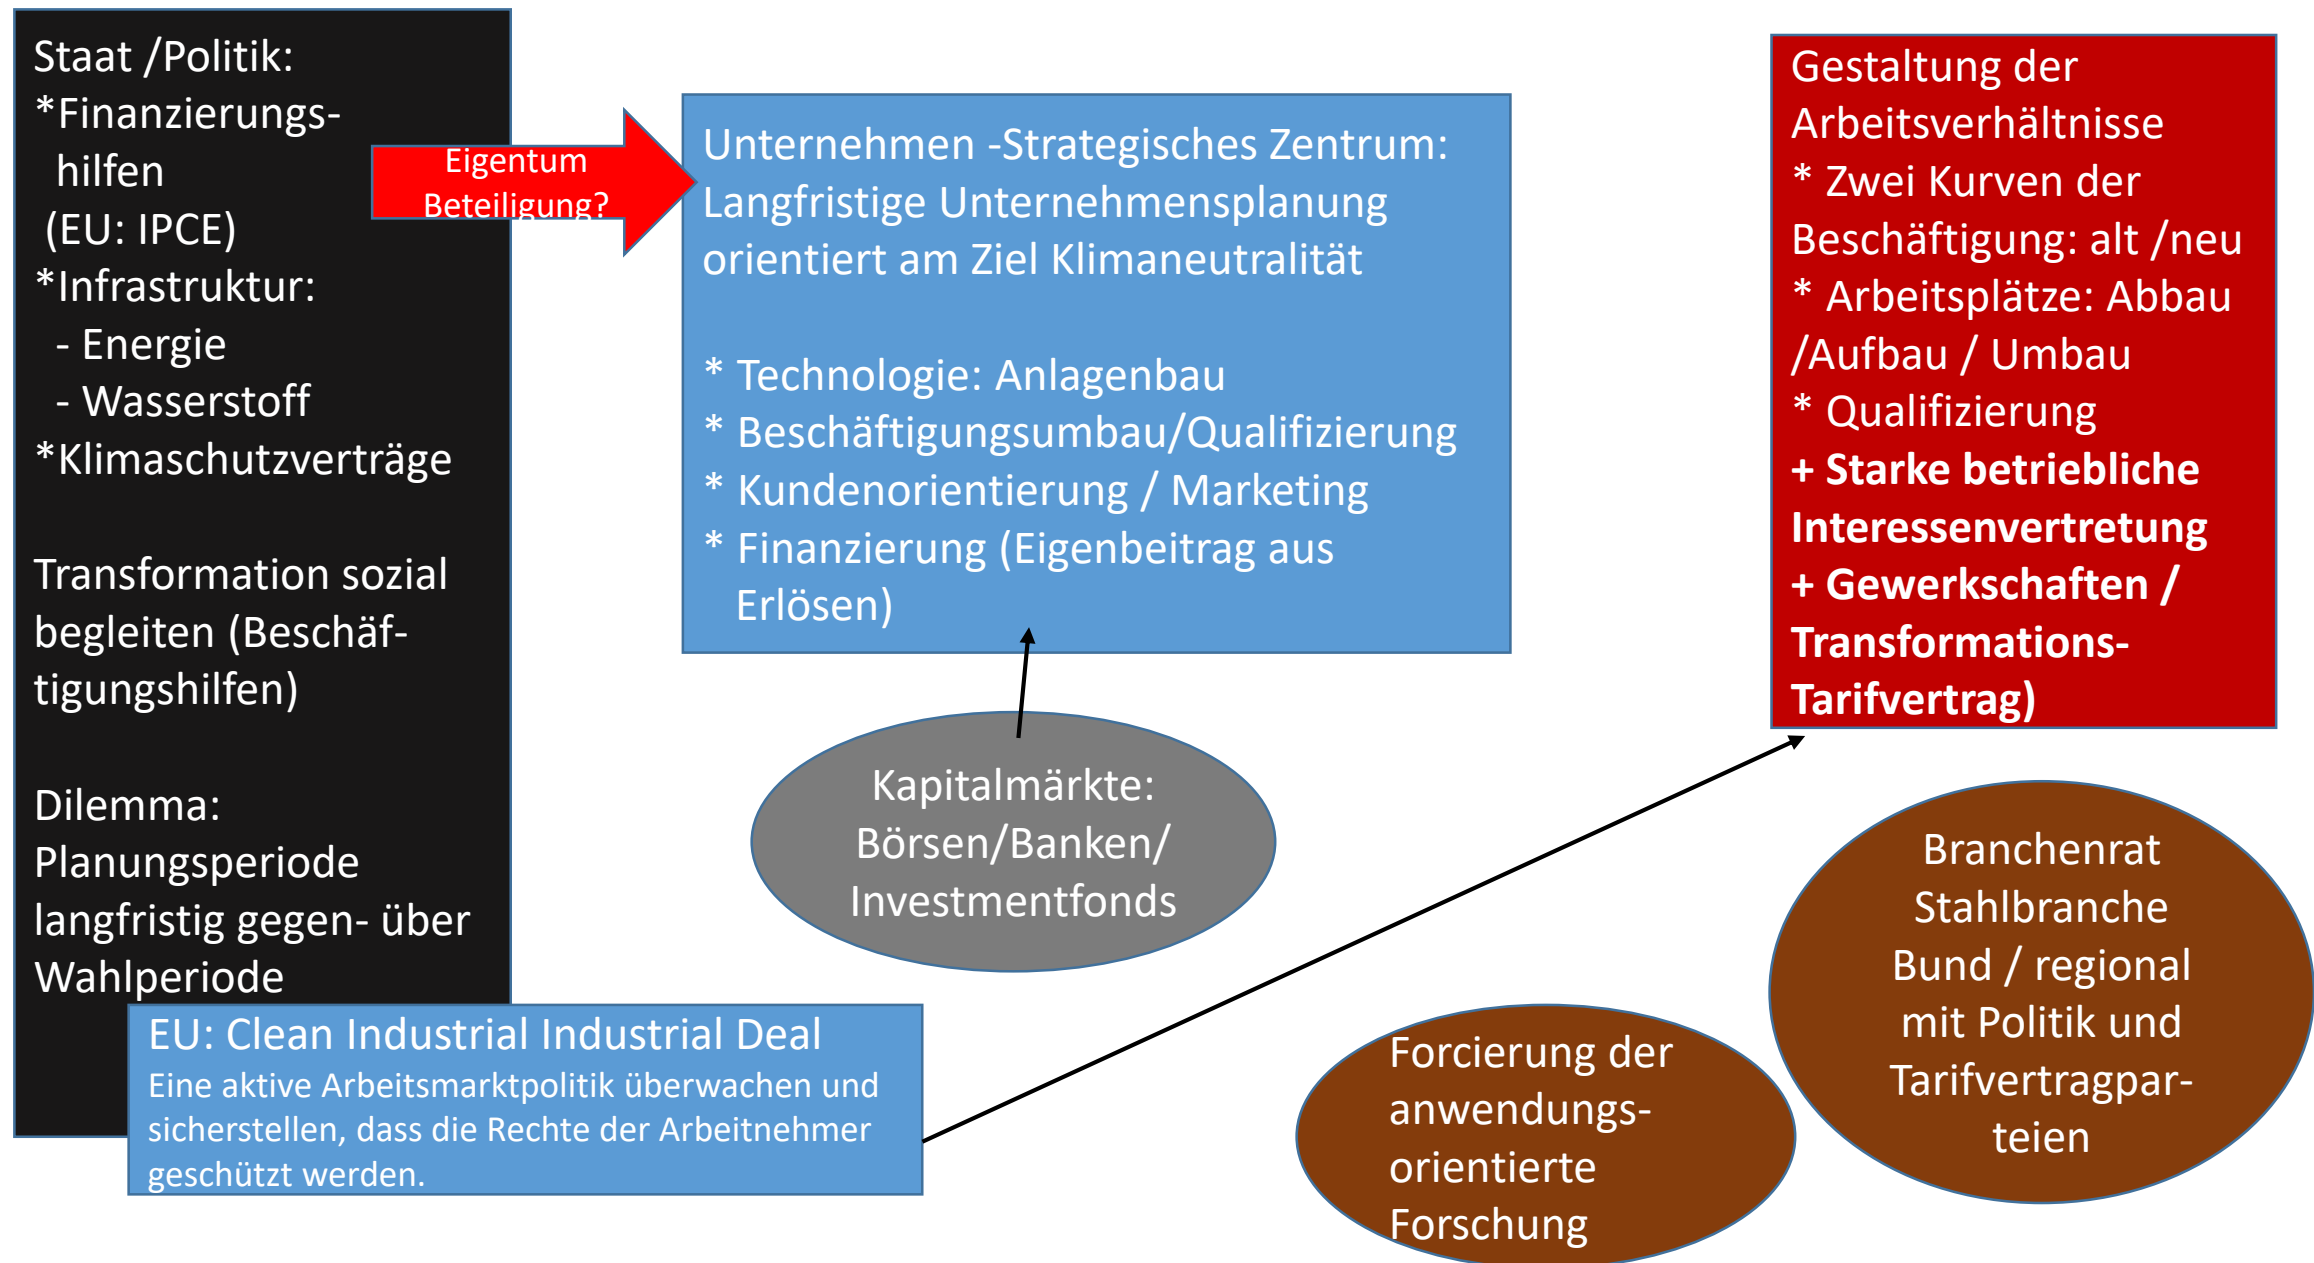 Staat /Politik:
*Finanzierungs-
hilfen
(EU: IPCE)
*Infrastruktur:
- Energie
- Wasserstoff
*Klimaschutzverträge
Transformation sozial
begleiten (Beschäf-
tigungshilfen)
Dilemma:
Planungsperiode
langfristig gegen- über
Wahlperiode
Eigentum
Beteiligung?
Unternehmen -Strategisches Zentrum:
Langfristige Unternehmensplanung
orientiert am Ziel Klimaneutralität
* Technologie: Anlagenbau
* Beschäftigungsumbau/Qualifizierung
* Kundenorientierung / Marketing
* Finanzierung (Eigenbeitrag aus
Erlösen)
Gestaltung der
Arbeitsverhältnisse
* Zwei Kurven der
Beschäftigung: alt /neu
* Arbeitsplätze: Abbau
/Aufbau / Umbau
* Qualifizierung
+ Starke betriebliche
Interessenvertretung
+ Gewerkschaften /
Transformations-
Tarifvertrag)
Kapitalmärkte:
Börsen/Banken/
Investmentfonds
EU: Clean Industrial Industrial Deal
Eine aktive Arbeitsmarktpolitik überwachen und
sicherstellen, dass die Rechte der Arbeitnehmer
geschützt werden.
Forcierung der
anwendungs-
orientierte
Forschung
Branchenrat
Stahlbranche
Bund / regional
mit Politik und
Tarifvertragpar-
teien